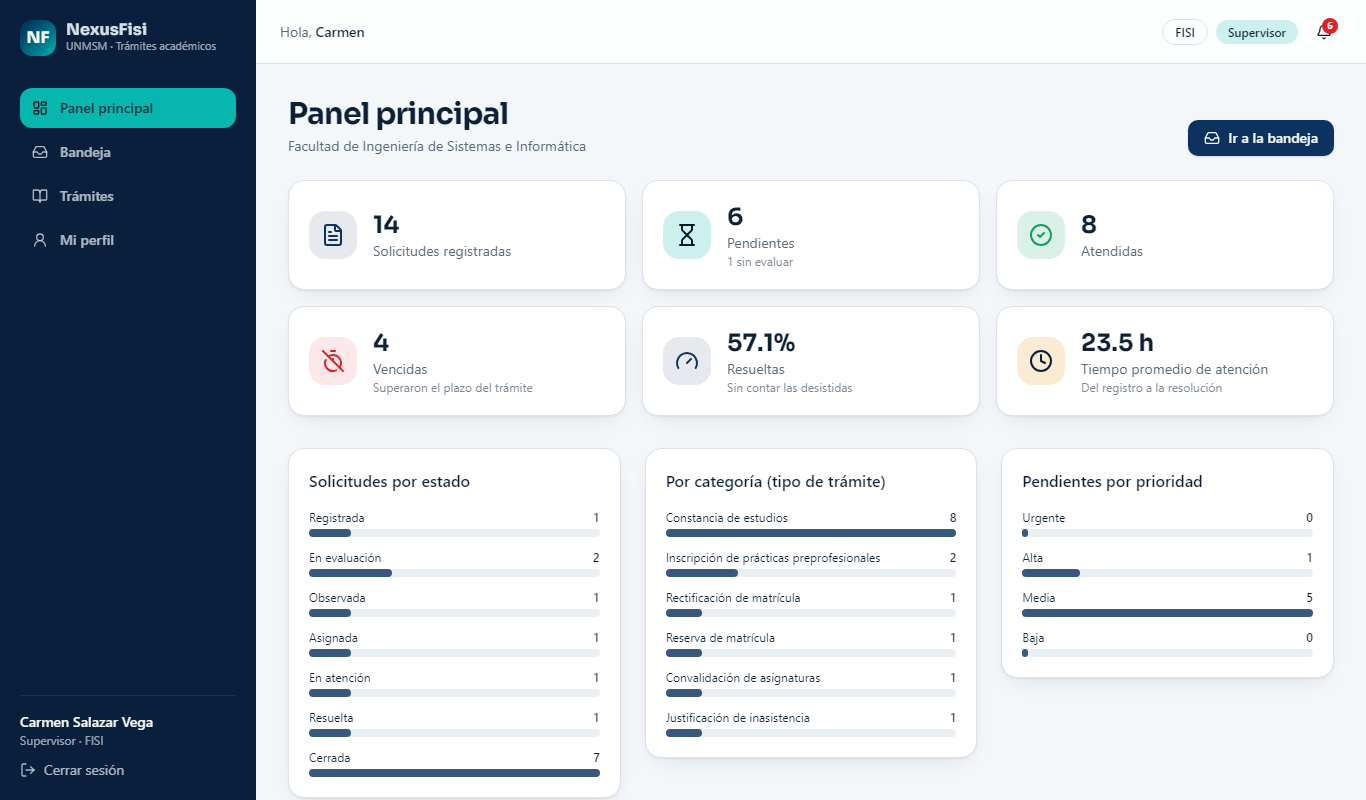 NF
NexusFisi
UNMSM · Trámites académicos
Panel principal
Bandeja
Trámites
Mi perfil
Carmen Salazar Vega
Supervisor · FISI
Cerrar sesión
Hola, Carmen
FISI
Supervisor
6
Panel principal
Facultad de Ingeniería de Sistemas e Informática
Ir a la bandeja
14
Solicitudes registradas
6
Pendientes
1 sin evaluar
8
Atendidas
4
Vencidas
Superaron el plazo del trámite
57.1%
Resueltas
Sin contar las desistidas
23.5 h
Tiempo promedio de atención
Del registro a la resolución
Solicitudes por estado
Registrada 1
En evaluación 2
Observada 1
Asignada 1
En atención 1
Resuelta 1
Cerrada 7
Por categoría (tipo de trámite)
Constancia de estudios 8
Inscripción de prácticas preprofesionales 2
Rectificación de matrícula 1
Reserva de matrícula 1
Convalidación de asignaturas 1
Justificación de inasistencia 1
Pendientes por prioridad
Urgente 0
Alta 1
Media 5
Baja 0